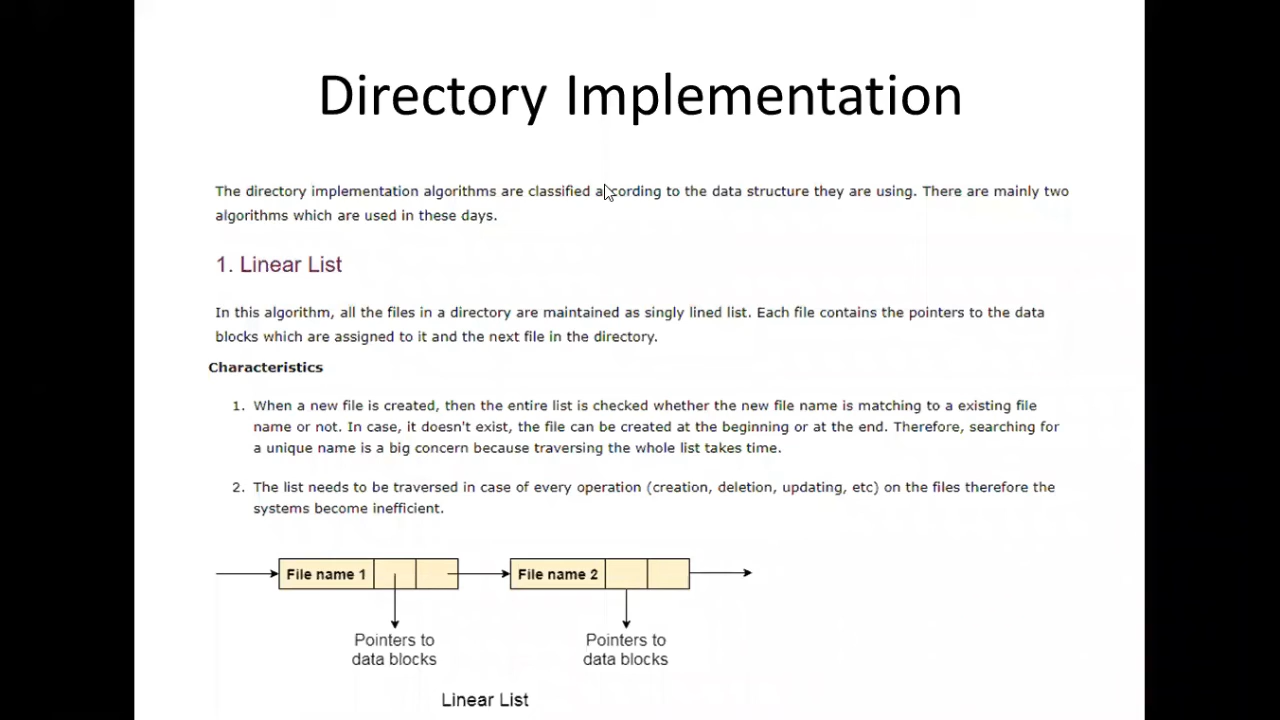 Directory Implementation
The directory implementation algorithms are classified according to the data structure they are using. There are mainly two
algorithms which are used in these days.
1. Linear List
In this algorithm, all the files in a directory are maintained as singly lined list. Each file contains the pointers to the data
blocks which are assigned to it and the next file in the directory.
Characteristics
1. When a new file is created, then the entire list is checked whether the new file name is matching to a existing file
name or not. In case, it doesn't exist, the file can be created at the beginning or at the end. Therefore, searching for
a unique name is a big concern because traversing the whole list takes time.
2. The list needs to be traversed in case of every operation (creation, deletion, updating, etc) on the files therefore the
systems become inefficient.
File name 1 File name 2
Pointers to Pointers to
data blocks data blocks
Linear List